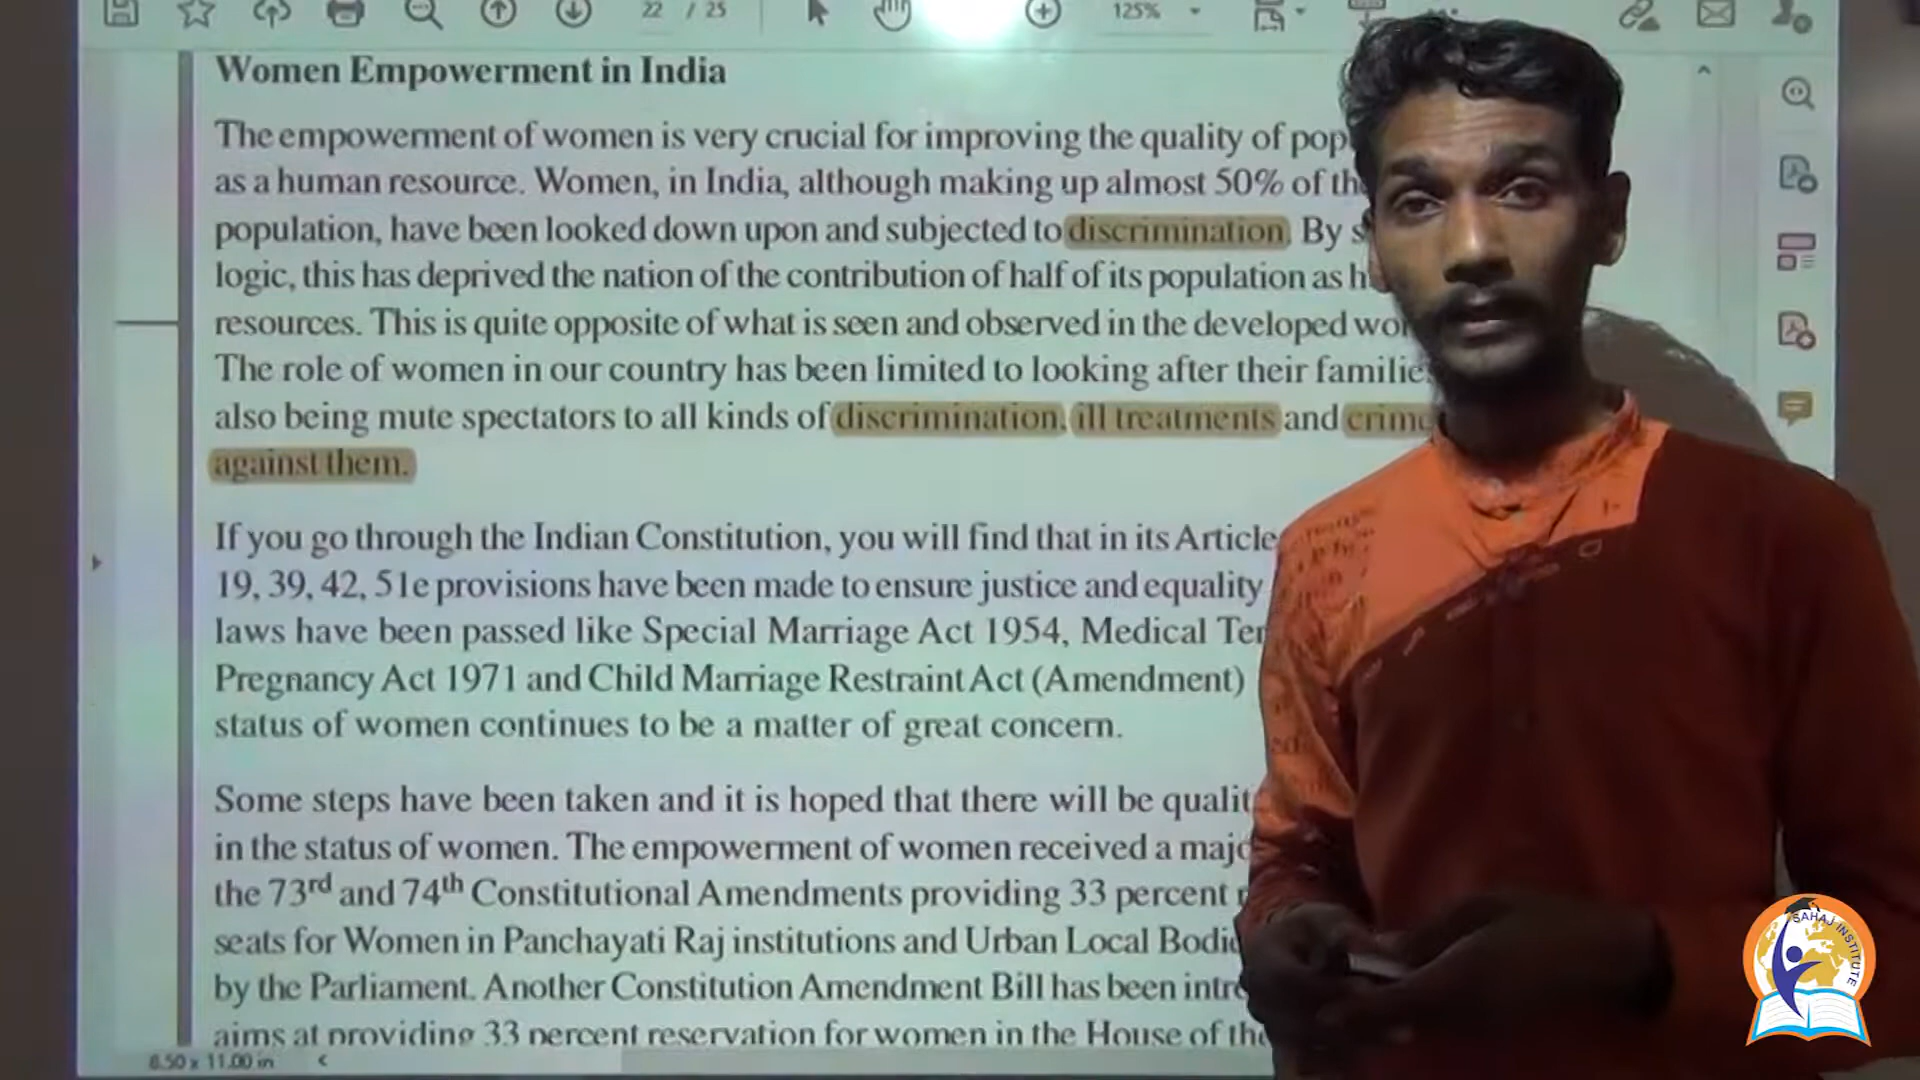 22 / 25
125%
Women Empowerment in India
The empowerment of women is very crucial for improving the quality of
as a human resource. Women, in India, although making up almost 50% of
population, have been looked down upon and subjected to discrimination. By
logic, this has deprived the nation of the contribution of half of its population as
resources. This is quite opposite of what is seen and observed in the developed
The role of women in our country has been limited to looking after their
also being mute spectators to all kinds of discrimination, ill treatments and
against them.
If you go through the Indian Constitution, you will find that in its Article
19, 39, 42, 51e provisions have been made to ensure justice and equality
laws have been passed like Special Marriage Act 1954, Medical
Pregnancy Act 1971 and Child Marriage Restraint Act (Amendment)
status of women continues to be a matter of great concern.
Some steps have been taken and it is hoped that there will be
in the status of women. The empowerment of women received a
the 73rd and 74th Constitutional Amendments providing 33 percent
seats for Women in Panchayati Raj institutions and Urban Local
by the Parliament. Another Constitution Amendment Bill has been
aims at providing 33 percent reservation for women in the House of
8.50 x 11.00 in
SAHAJ INSTITUTE